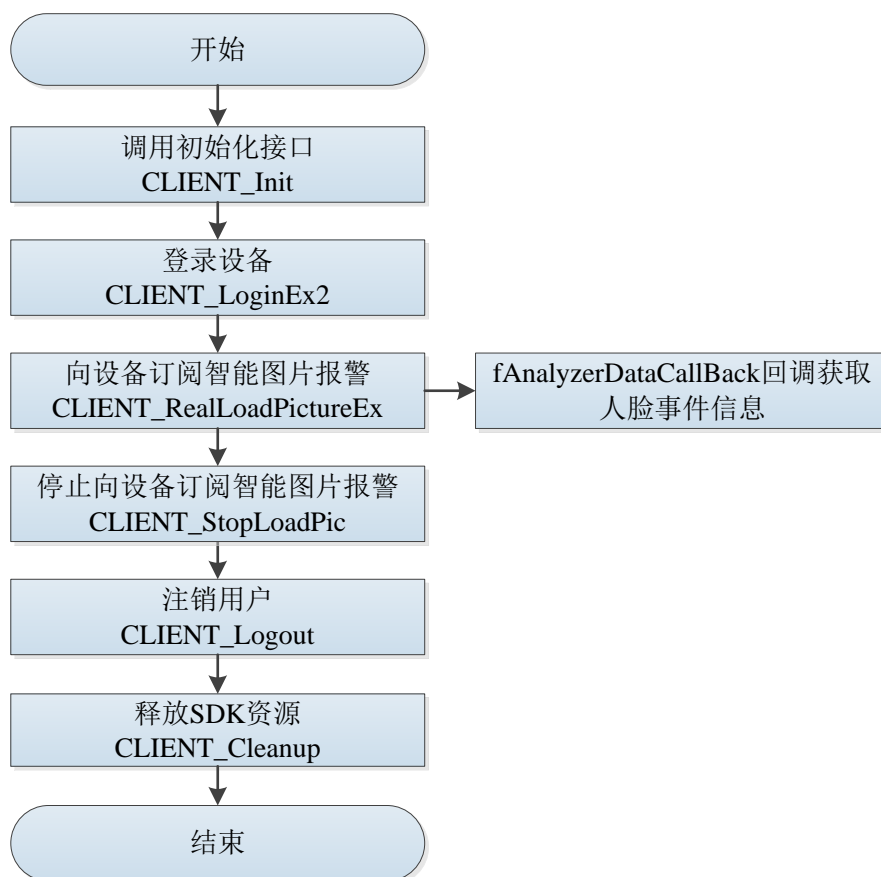 开始
调用初始化接口
CLIENT_Init
登录设备
CLIENT_LoginEx2
向设备订阅智能图片报警
CLIENT_RealLoadPictureEx
fAnalyzerDataCallBack回调获取
人脸事件信息
停止向设备订阅智能图片报警
CLIENT_StopLoadPic
注销用户
CLIENT_Logout
释放SDK资源
CLIENT_Cleanup
结束